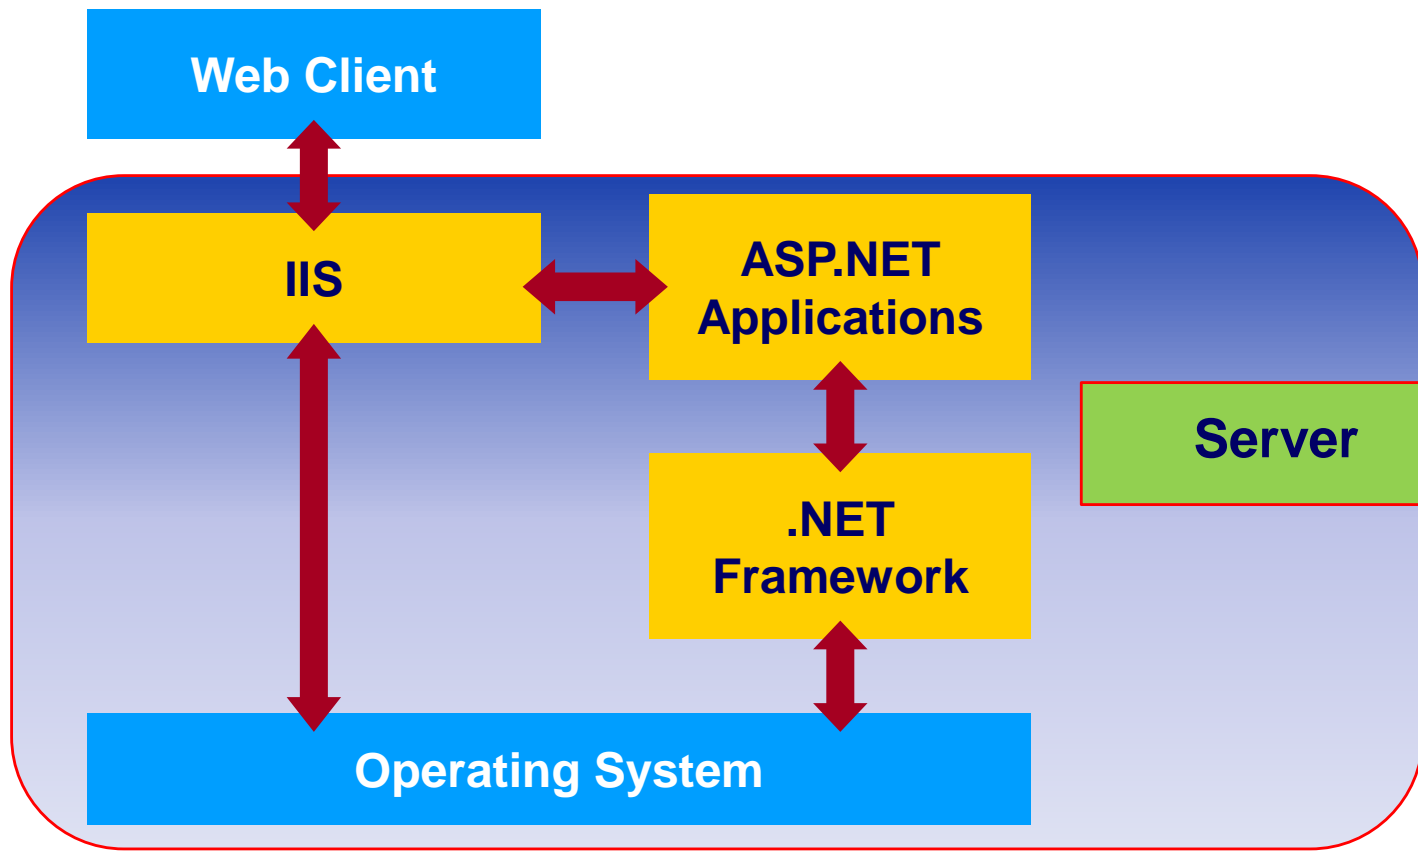 Web Client
IIS
ASP.NET
Applications
Server
.NET
Framework
Operating System